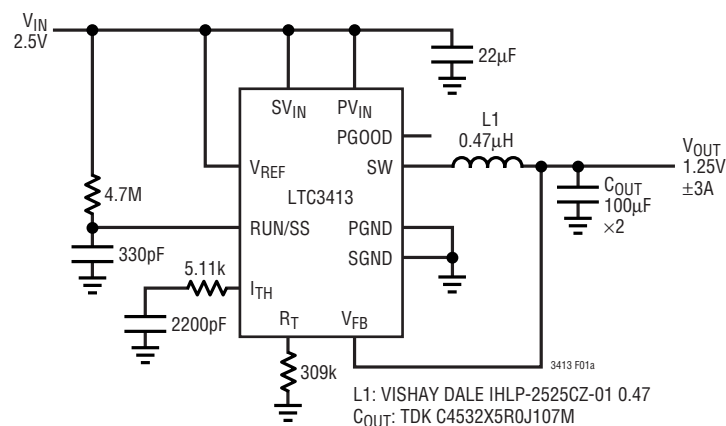 VIN
2.5V
22μF
SVIN
PVIN
PGOOD
L1
0.47μH
VOUT
1.25V
±3A
VREF
SW
LTC3413
4.7M
COUT
100μF
×2
RUN/SS
PGND
330pF
SGND
5.11k
ITH
2200pF
RT
VFB
309k
3413 F01a
L1: VISHAY DALE IHLP-2525CZ-01 0.47
COUT: TDK C4532X5R0J107M